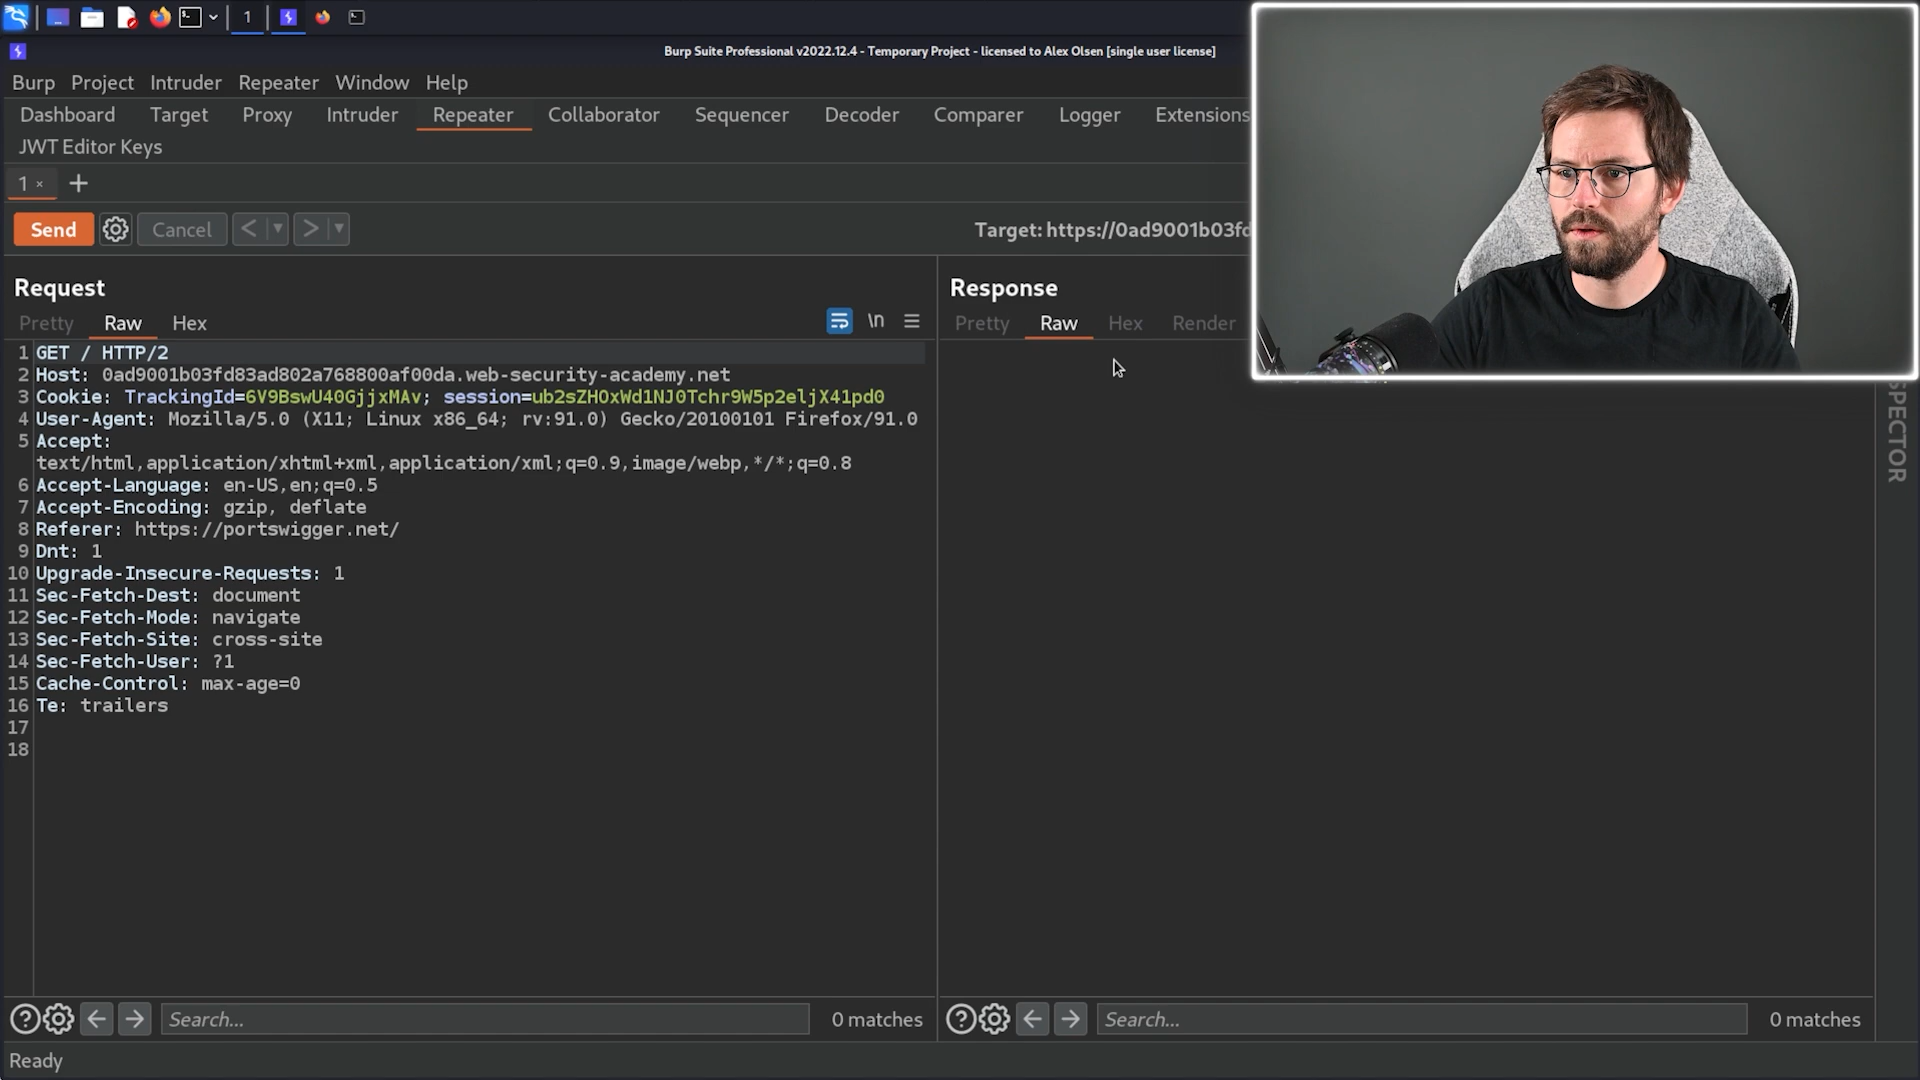 1
Burp Suite Professional v2022.12.4 - Temporary Project - licensed to Alex Olsen [single user license]
Burp Project Intruder Repeater Window Help
Dashboard Target Proxy Intruder Repeater Collaborator Sequencer Decoder Comparer Logger Extensions
JWT Editor Keys
1 × +
Send Cancel < >
Target: https://0ad9001b03fd
Request
Pretty Raw Hex
\n
1 GET / HTTP/2
2 Host: 0ad9001b03fd83ad802a768800af00da.web-security-academy.net
3 Cookie: TrackingId=6V9BswU40GjjxMAv; session=ub2sZHOxWd1NJ0Tchr9W5p2eljX41pd0
4 User-Agent: Mozilla/5.0 (X11; Linux x86_64; rv:91.0) Gecko/20100101 Firefox/91.0
5 Accept:
text/html,application/xhtml+xml,application/xml;q=0.9,image/webp,*/*;q=0.8
6 Accept-Language: en-US,en;q=0.5
7 Accept-Encoding: gzip, deflate
8 Referer: https://portswigger.net/
9 Dnt: 1
10 Upgrade-Insecure-Requests: 1
11 Sec-Fetch-Dest: document
12 Sec-Fetch-Mode: navigate
13 Sec-Fetch-Site: cross-site
14 Sec-Fetch-User: ?1
15 Cache-Control: max-age=0
16 Te: trailers
17
18
Response
Pretty Raw Hex Render
SPECTOR
Search... 0 matches
Search... 0 matches
Ready